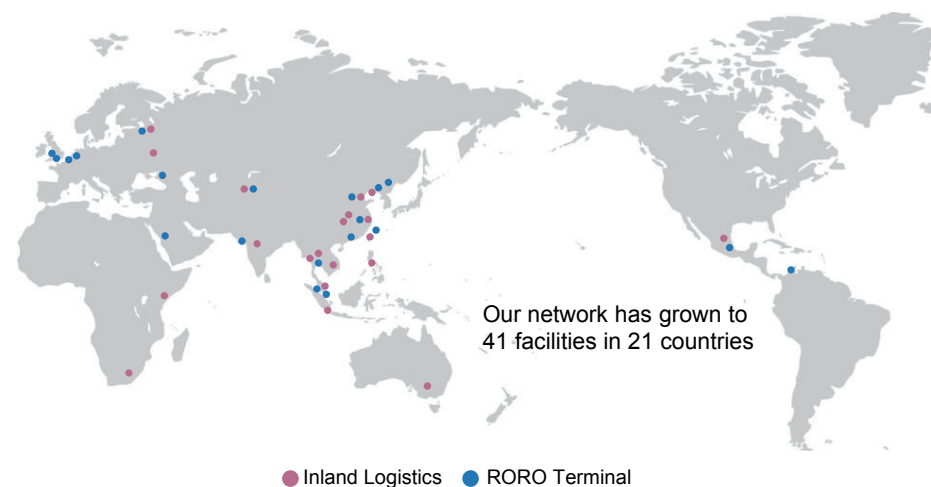 Our network has grown to
41 facilities in 21 countries
Inland Logistics RORO Terminal